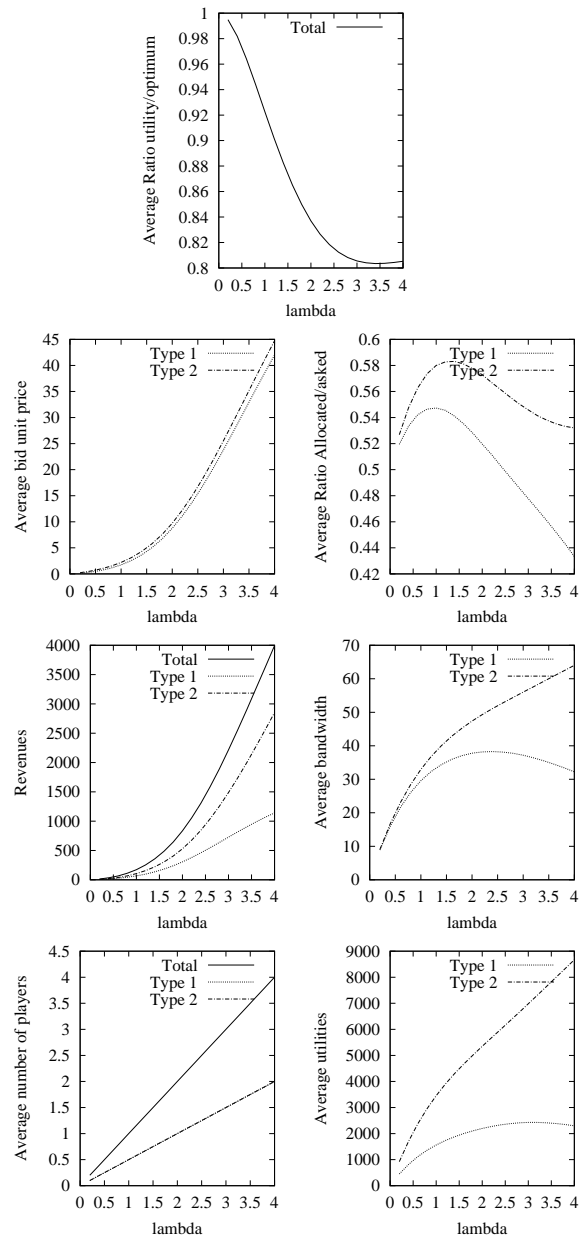 1
0.98
0.96
0.94
0.92
0.9
0.88
0.86
0.84
0.82
0.8
0 0.5 1 1.5 2 2.5 3 3.5 4
Average Ratio utility/optimum
lambda
Total
45
40
35
30
25
20
15
10
5
0
0 0.5 1 1.5 2 2.5 3 3.5 4
Average bid unit price
lambda
Type 1
Type 2
0.6
0.58
0.56
0.54
0.52
0.5
0.48
0.46
0.44
0.42
0 0.5 1 1.5 2 2.5 3 3.5 4
Average Ratio Allocated/asked
lambda
Type 1
Type 2
4000
3500
3000
2500
2000
1500
1000
500
0
0 0.5 1 1.5 2 2.5 3 3.5 4
Revenues
lambda
Total
Type 1
Type 2
70
60
50
40
30
20
10
0
0 0.5 1 1.5 2 2.5 3 3.5 4
Average bandwidth
lambda
Type 1
Type 2
4.5
4
3.5
3
2.5
2
1.5
1
0.5
0
0 0.5 1 1.5 2 2.5 3 3.5 4
Average number of players
lambda
Total
Type 1
Type 2
9000
8000
7000
6000
5000
4000
3000
2000
1000
0
0 0.5 1 1.5 2 2.5 3 3.5 4
Average utilities
lambda
Type 1
Type 2